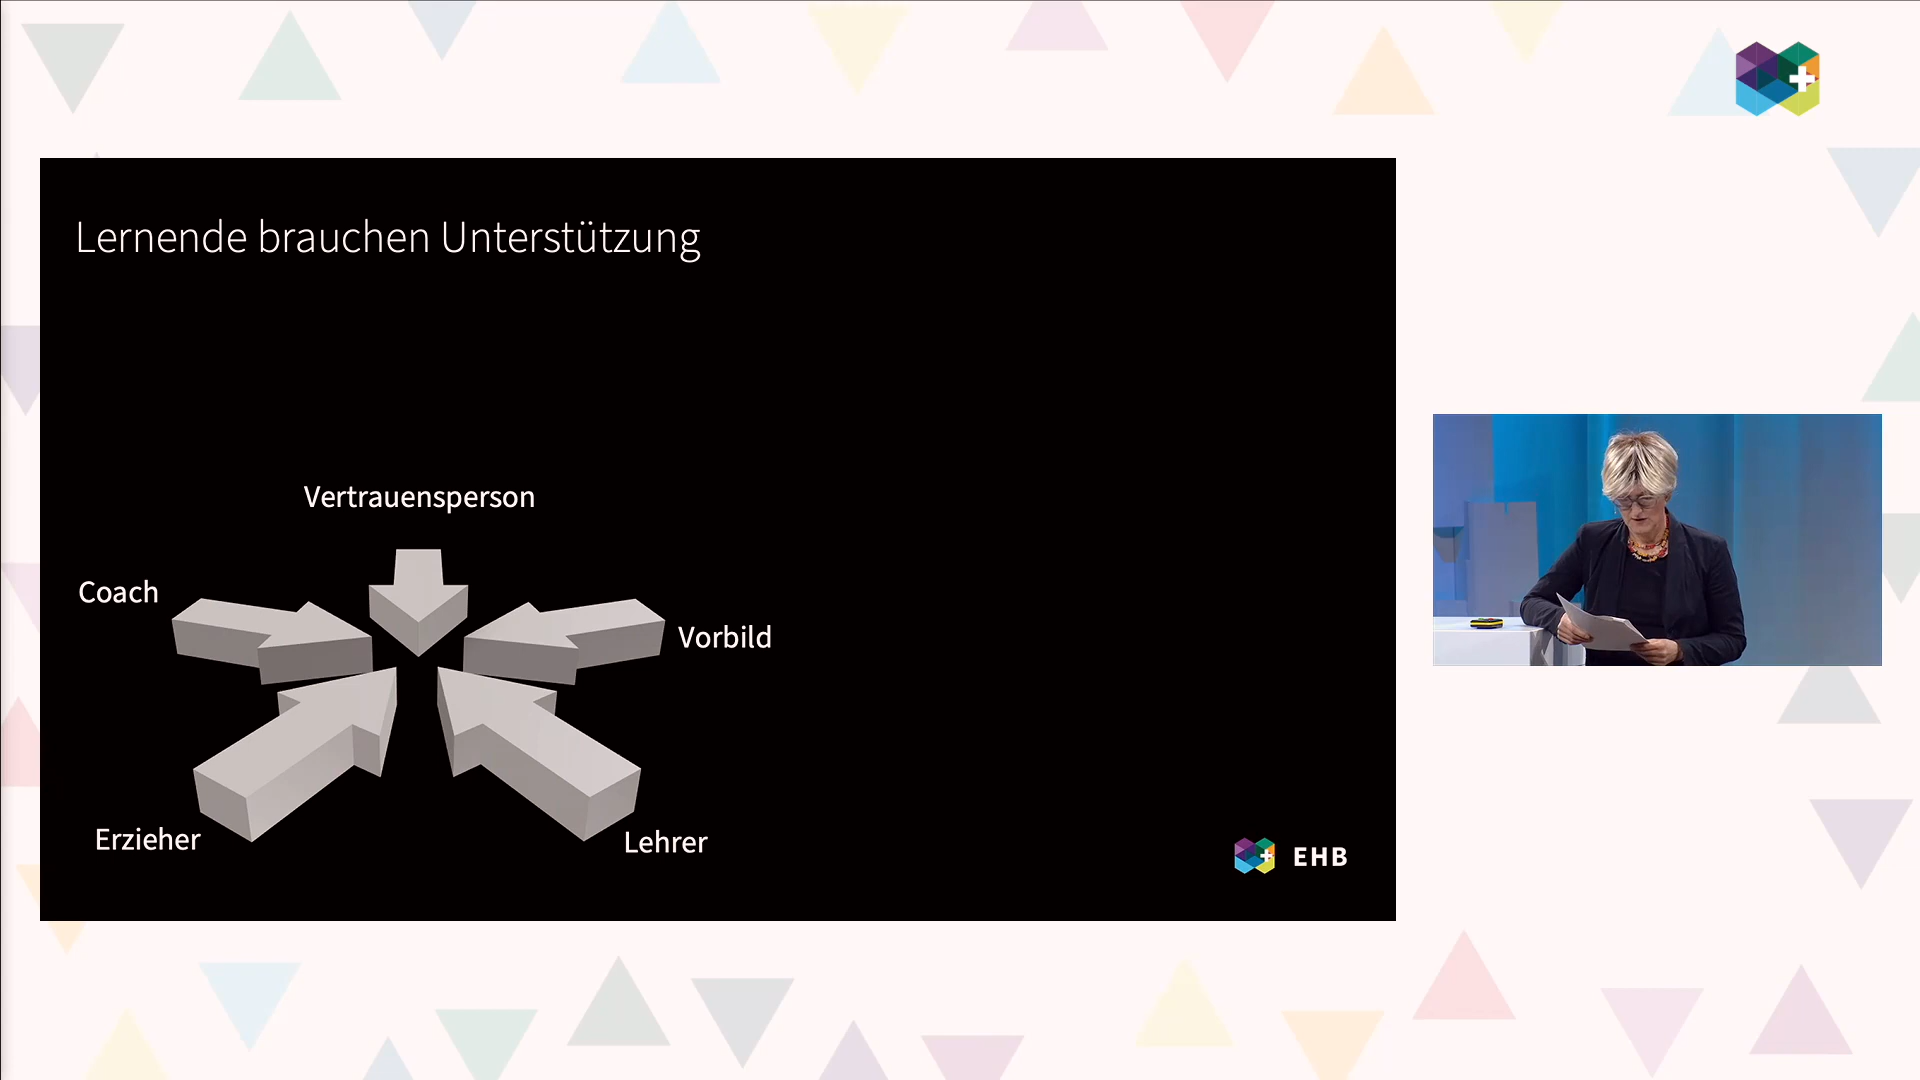 Lernende brauchen Unterstützung
Vertrauensperson
Coach
Vorbild
Erzieher
Lehrer
EHB